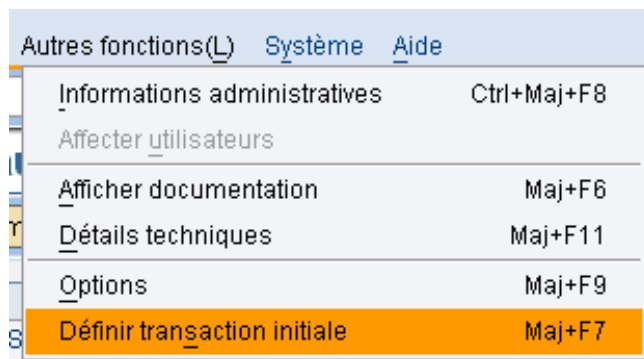 Autres fonctions(L) Système Aide
Informations administratives Ctrl+Maj+F8
Affecter utilisateurs
Afficher documentation Maj+F6
Détails techniques Maj+F11
Options Maj+F9
Définir transaction initiale Maj+F7